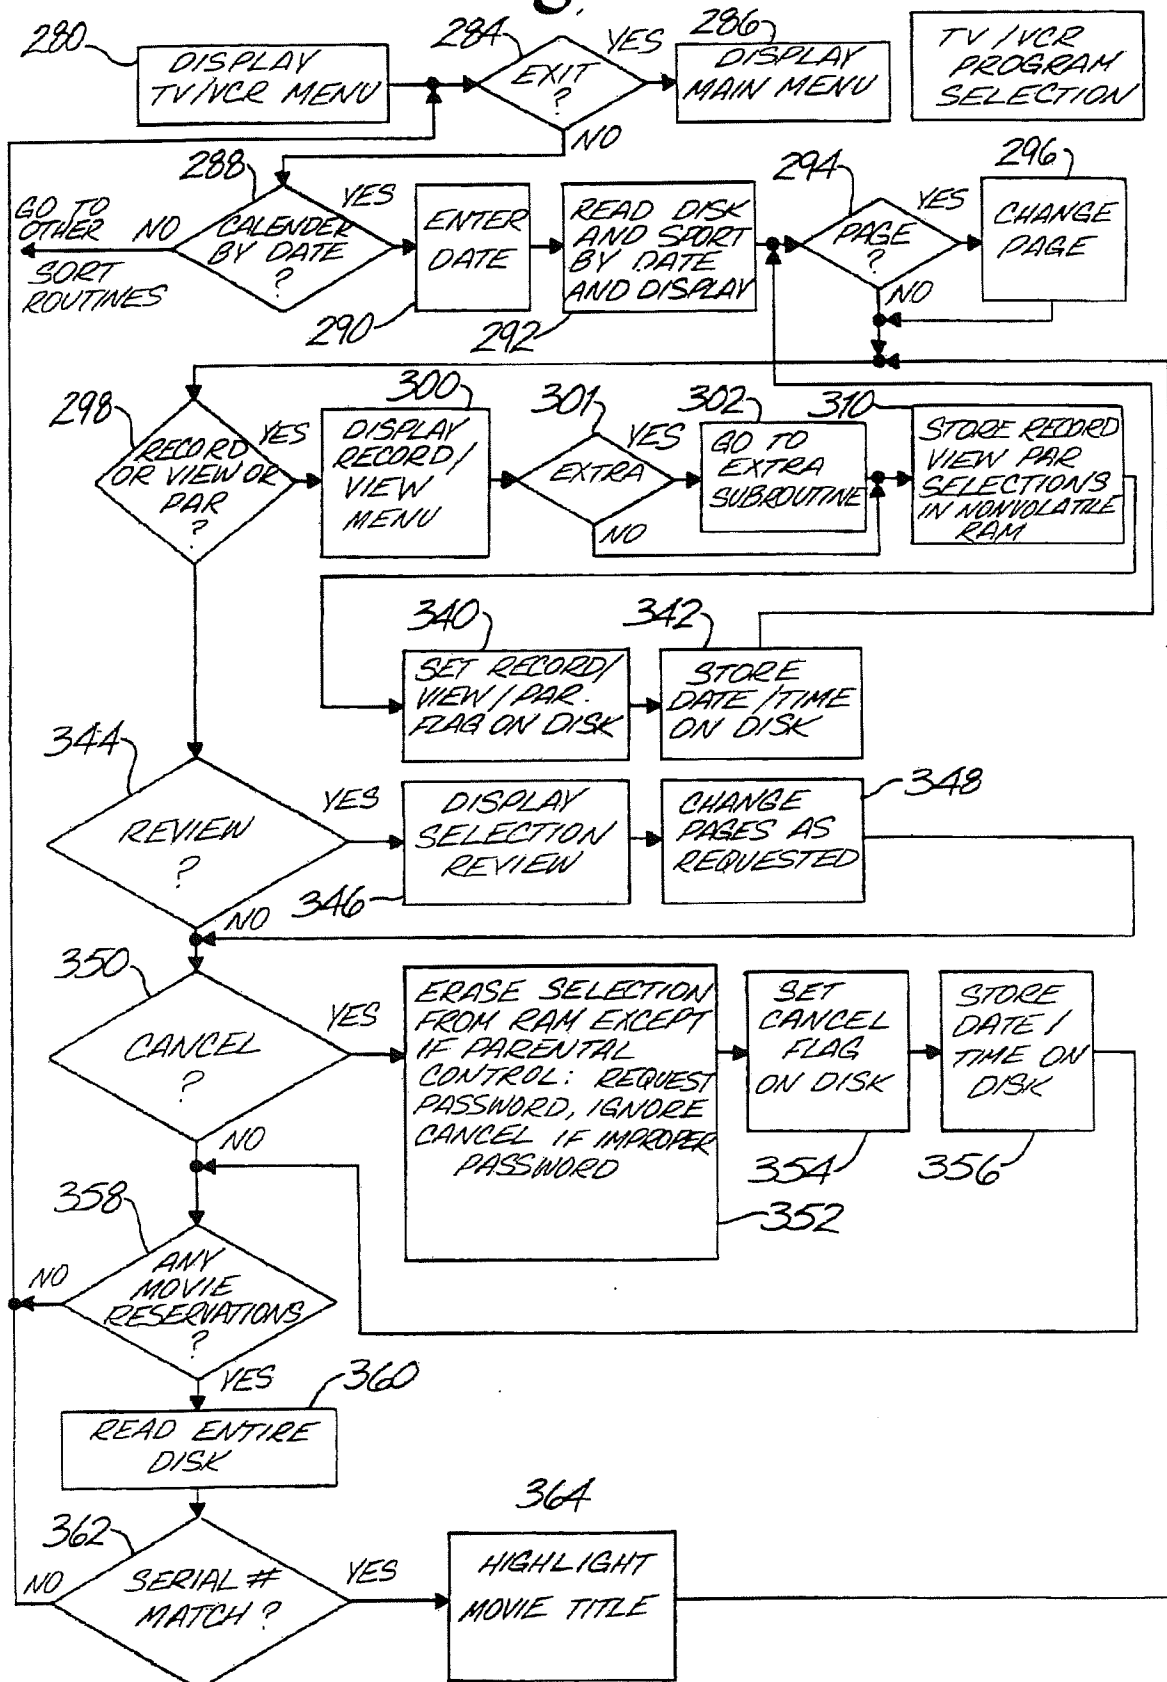 280
DISPLAY
TV/VCR MENU
284
EXIT
?
YES
NO
286
DISPLAY
MAIN MENU
TV/VCR
PROGRAM
SELECTION
288
CALENDER
BY DATE
?
YES
NO
GO TO
OTHER
SORT
ROUTINES
ENTER
DATE
290
READ DISK
AND SPORT
BY DATE
AND DISPLAY
292
294
PAGE
?
YES
NO
296
CHANGE
PAGE
298
RECORD
OR VIEW OR
PAR
?
YES
300
DISPLAY
RECORD/
VIEW
MENU
301
EXTRA
YES
NO
302
GO TO
EXTRA
SUBROUTINE
310
STORE RECORD
VIEW PAR
SELECTIONS
IN NONVOLATILE
RAM
340
SET RECORD/
VIEW/PAR.
FLAG ON DISK
342
STORE
DATE/TIME
ON DISK
344
REVIEW
?
YES
NO
DISPLAY
SELECTION
REVIEW
346
CHANGE
PAGES AS
REQUESTED
348
350
CANCEL
?
YES
NO
ERASE SELECTION
FROM RAM EXCEPT
IF PARENTAL
CONTROL: REQUEST
PASSWORD, IGNORE
CANCEL IF IMPROPER
PASSWORD
352
SET
CANCEL
FLAG
ON DISK
354
STORE
DATE/
TIME ON
DISK
356
358
ANY
MOVIE
RESERVATIONS
?
NO
YES
360
READ ENTIRE
DISK
362
SERIAL #
MATCH?
NO
YES
364
HIGHLIGHT
MOVIE TITLE